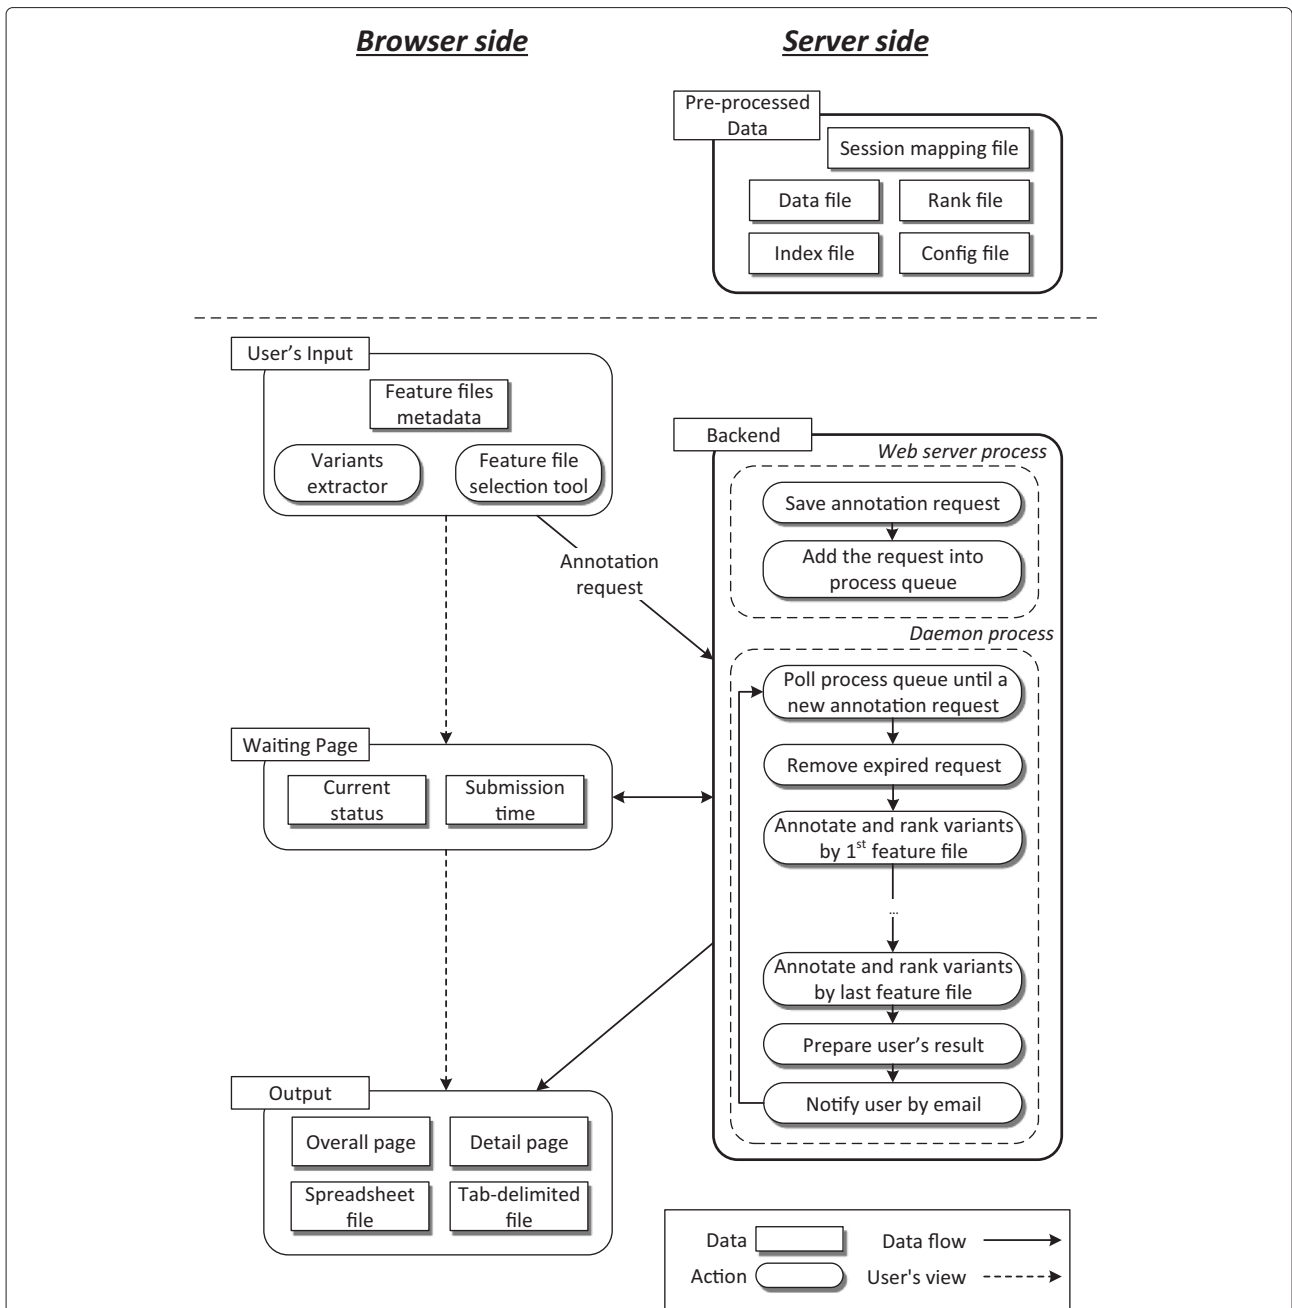 Browser side
Server side
Pre-processed
Data
Session mapping file
Data file
Rank file
Index file
Config file
User’s Input
Feature files
metadata
Variants
extractor
Feature file
selection tool
Annotation
request
Backend
Web server process
Save annotation request
Add the request into
process queue
Daemon process
Poll process queue until a
new annotation request
Remove expired request
Annotate and rank variants
by 1st feature file
...
Annotate and rank variants
by last feature file
Prepare user’s result
Notify user by email
Waiting Page
Current
status
Submission
time
Output
Overall page
Detail page
Spreadsheet
file
Tab-delimited
file
Data
Data flow
Action
User's view